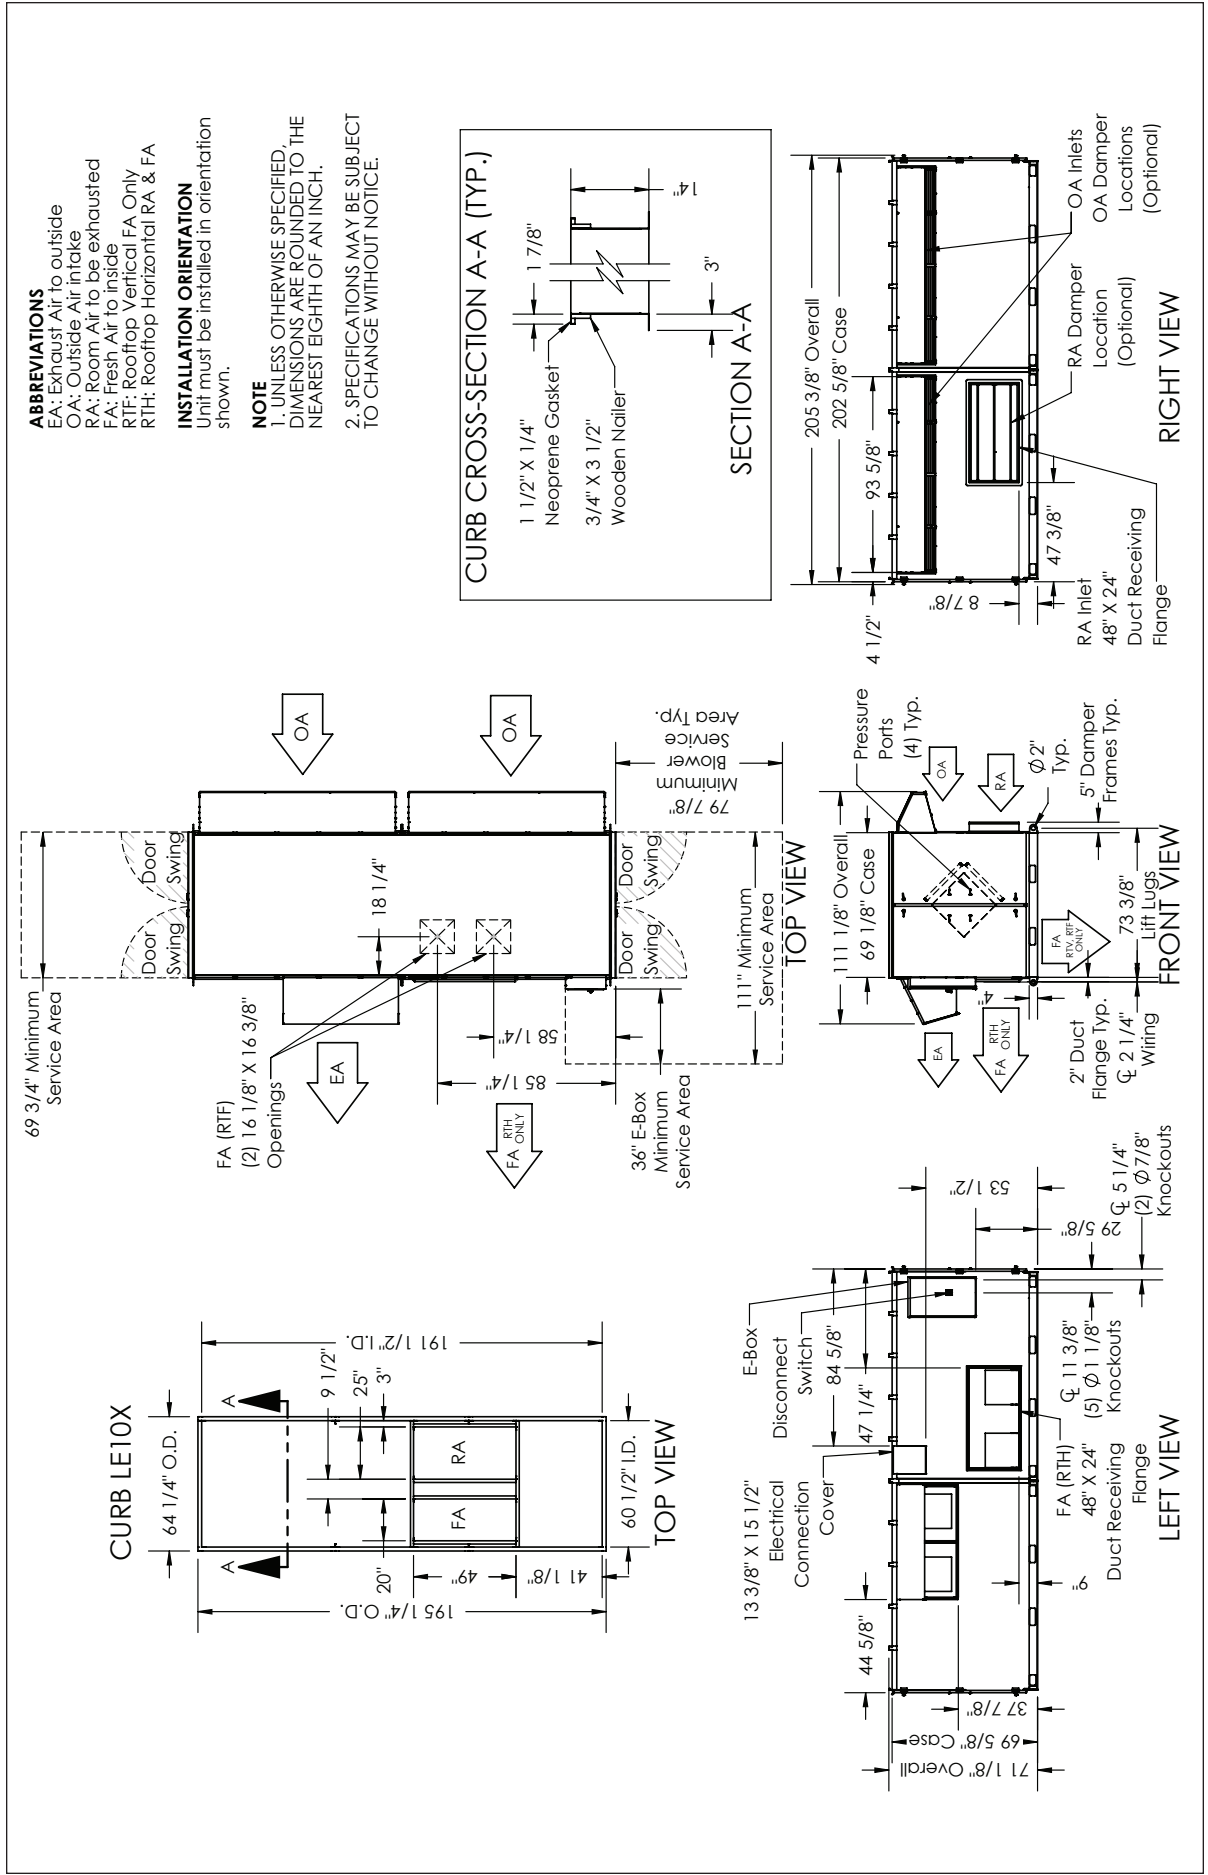 ABBREVIATIONS
EA: Exhaust Air to outside
OA: Outside Air intake
RA: Room Air to be exhausted
FA: Fresh Air to inside
RTF: Rooftop Vertical FA Only
RTH: Rooftop Horizontal RA & FA
INSTALLATION ORIENTATION
Unit must be installed in orientation
shown.
NOTE
1. UNLESS OTHERWISE SPECIFIED,
DIMENSIONS ARE ROUNDED TO THE
NEAREST EIGHTH OF AN INCH.
2. SPECIFICATIONS MAY BE SUBJECT
TO CHANGE WITHOUT NOTICE.
CURB CROSS-SECTION A-A (TYP.)
1 1/2" X 1/4"
Neoprene Gasket
3/4" X 3 1/2"
Wooden Nailer
1 7/8"
14"
3"
SECTION A-A
CURB LE10X
64 1/4" O.D.
A
A
195 1/4" O.D.
191 1/2" I.D.
9 1/2"
25"
3"
20"
49"
41 1/8"
FA
RA
60 1/2" I.D.
TOP VIEW
69 3/4" Minimum
Service Area
Door
Swing
Door
Swing
FA (RTF)
(2) 16 1/8" X 16 3/8"
Openings
18 1/4"
OA
OA
EA
FA RTH
ONLY
58 1/4"
85 1/4"
36" E-Box
Minimum
Service Area
Door
Swing
Door
Swing
111" Minimum
Service Area
79 7/8"
Minimum
Blower
Service
Area Typ.
TOP VIEW
13 3/8" X 15 1/2"
Electrical
Connection
Cover
E-Box
Disconnect
Switch
84 5/8"
47 1/4"
44 5/8"
53 1/2"
29 5/8"
37 7/8"
69 5/8" Case
71 1/8" Overall
9"
FA (RTH)
48" X 24"
Duct Receiving
Flange
℄ 11 3/8"
(5) Ø1 1/8"
Knockouts
℄ 5 1/4"
(2) Ø7/8"
Knockouts
LEFT VIEW
111 1/8" Overall
69 1/8" Case
Pressure
Ports
(4) Typ.
OA
RA
EA
FA RTH
ONLY
FA
RTV, RTF
ONLY
4"
2" Duct
Flange Typ.
℄ 2 1/4"
Wiring
73 3/8"
Lift Lugs
Ø2"
Typ.
5" Damper
Frames Typ.
FRONT VIEW
205 3/8" Overall
202 5/8" Case
93 5/8"
4 1/2"
8 7/8"
47 3/8"
RA Inlet
48" X 24"
Duct Receiving
Flange
RA Damper
Location
(Optional)
OA Inlets
OA Damper
Locations
(Optional)
RIGHT VIEW